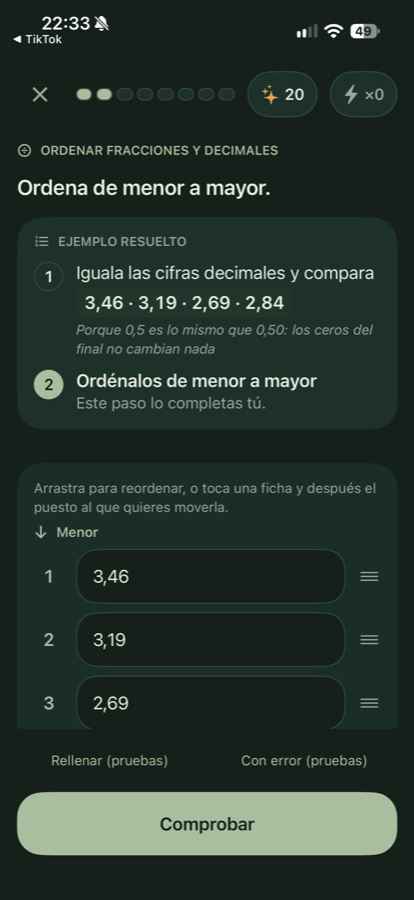 22:33
◀ TikTok
49
20
×0
ORDENAR FRACCIONES Y DECIMALES
Ordena de menor a mayor.
EJEMPLO RESUELTO
1 Iguala las cifras decimales y compara
3,46 · 3,19 · 2,69 · 2,84
Porque 0,5 es lo mismo que 0,50: los ceros del
final no cambian nada
2 Ordénalos de menor a mayor
Este paso lo completas tú.
Arrastra para reordenar, o toca una ficha y después el
puesto al que quieres moverla.
↓ Menor
1 3,46
2 3,19
3 2,69
Rellenar (pruebas) Con error (pruebas)
Comprobar